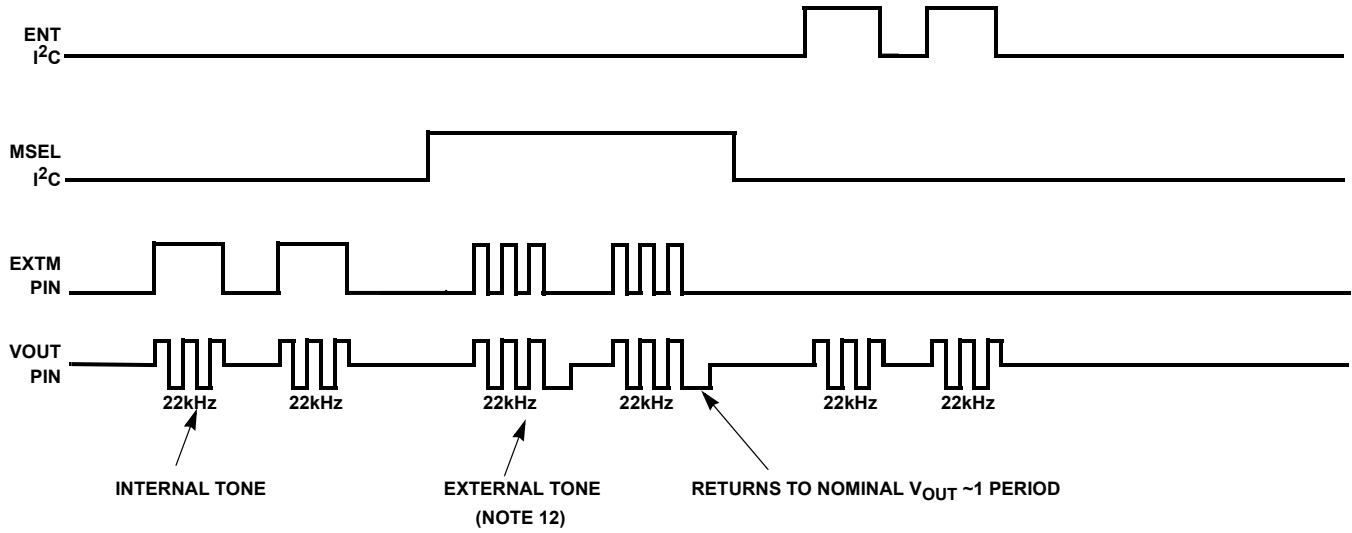 ENT
I²C
MSEL
I²C
EXTM
PIN
VOUT
PIN
22kHz 22kHz 22kHz 22kHz 22kHz 22kHz
INTERNAL TONE
EXTERNAL TONE
(NOTE 12)
RETURNS TO NOMINAL VOUT ~1 PERIOD